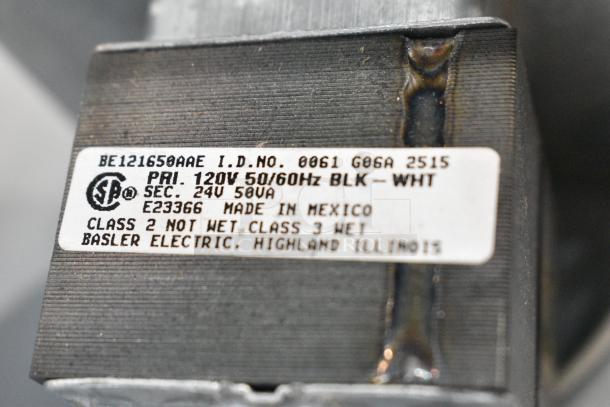 BE121650AAE I.D.NO. 0061 G06A 2515
PRI. 120V 50/60Hz BLK – WHT
SEC. 24V 50VA
E23366 MADE IN MEXICO
CLASS 2 NOT WET CLASS 3 WET
BASLER ELECTRIC. HIGHLAND ILLINOIS